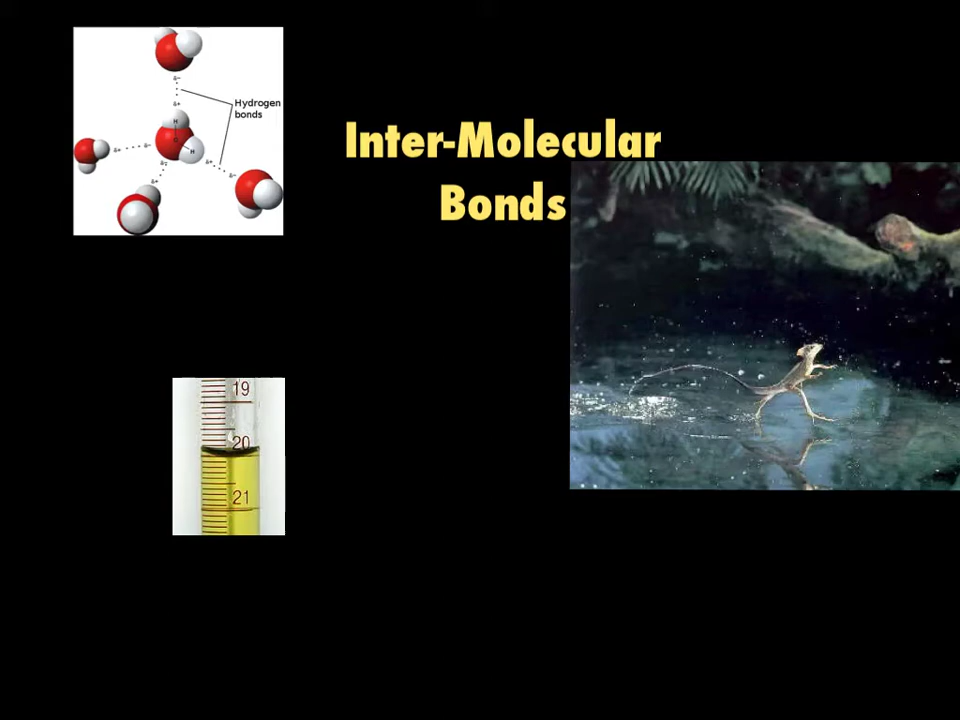 Inter-Molecular
Bonds
Hydrogen
bonds
δ−
δ+
H
O
H
δ+
δ−
δ+
δ−
δ−
δ+
19
20
21